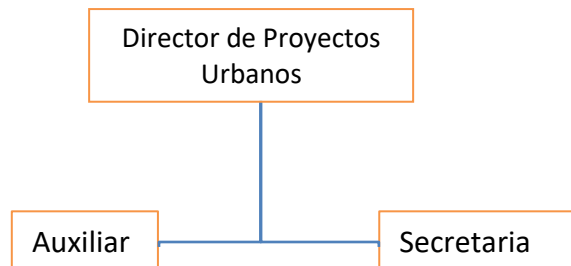 Director de Proyectos
Urbanos
Auxiliar
Secretaria